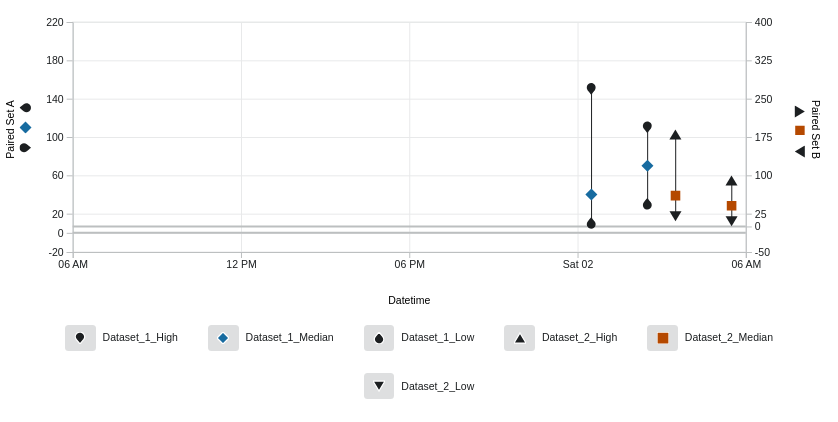 220
180
140
100
60
20
0
-20
400
325
250
175
100
25
0
-50
Paired Set A
Paired Set B
06 AM 12 PM 06 PM Sat 02 06 AM
Datetime
Dataset_1_High Dataset_1_Median Dataset_1_Low Dataset_2_High Dataset_2_Median
Dataset_2_Low